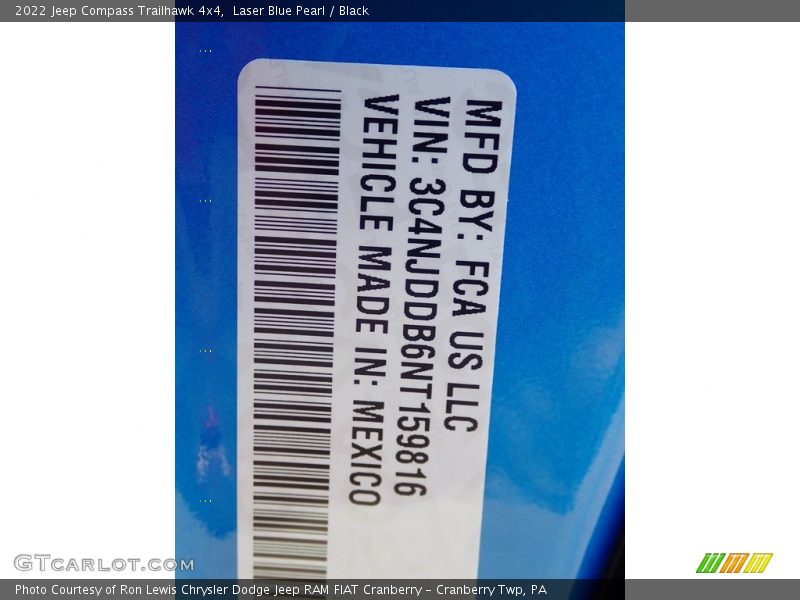 2022 Jeep Compass Trailhawk 4x4, Laser Blue Pearl / Black
MFD BY: FCA US LLC
VIN: 3C4NJDDB6NT159816
VEHICLE MADE IN: MEXICO
GTCARLOT.COM
Photo Courtesy of Ron Lewis Chrysler Dodge Jeep RAM FIAT Cranberry – Cranberry Twp, PA